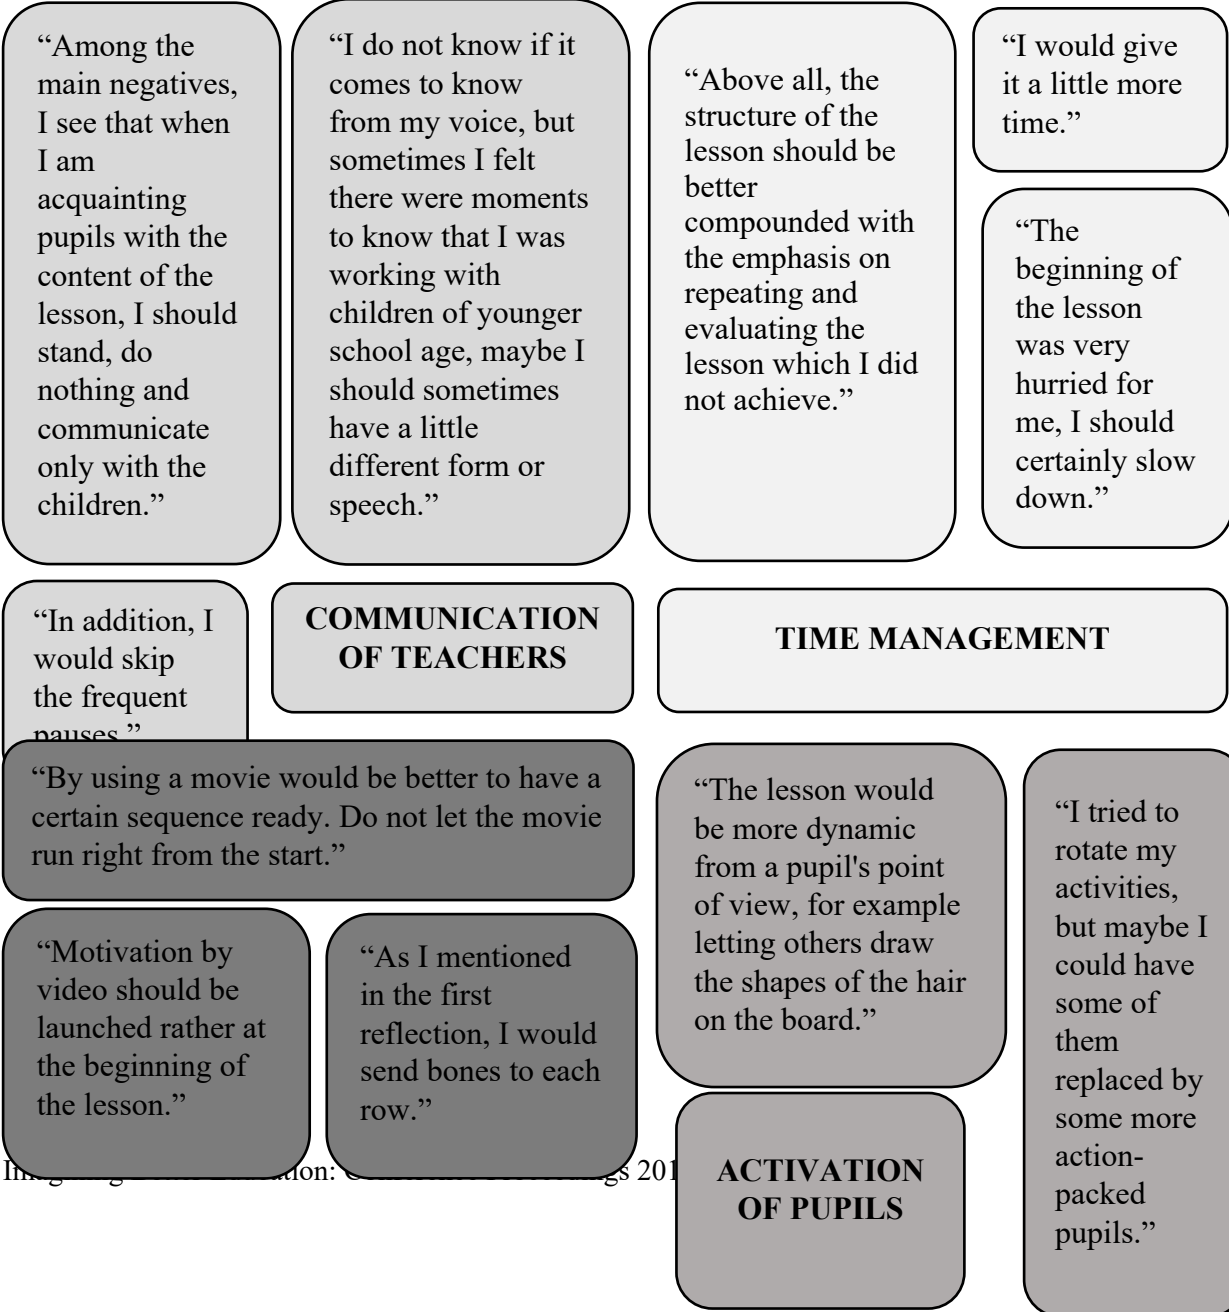 “Among the
main negatives,
I see that when
I am
acquainting
pupils with the
content of the
lesson, I should
stand, do
nothing and
communicate
only with the
children.”
“I do not know if it
comes to know
from my voice, but
sometimes I felt
there were moments
to know that I was
working with
children of younger
school age, maybe I
should sometimes
have a little
different form or
speech.”
“Above all, the
structure of the
lesson should be
better
compounded with
the emphasis on
repeating and
evaluating the
lesson which I did
not achieve.”
“I would give
it a little more
time.”
“The
beginning of
the lesson
was very
hurried for
me, I should
certainly slow
down.”
“In addition, I
would skip
the frequent
pauses.”
COMMUNICATION
OF TEACHERS
TIME MANAGEMENT
“By using a movie would be better to have a
certain sequence ready. Do not let the movie
run right from the start.”
“Motivation by
video should be
launched rather at
the beginning of
the lesson.”
“As I mentioned
in the first
reflection, I would
send bones to each
row.”
“The lesson would
be more dynamic
from a pupil's point
of view, for example
letting others draw
the shapes of the hair
on the board.”
“I tried to
rotate my
activities,
but maybe I
could have
some of
them
replaced by
some more
action-
packed
pupils.”
ACTIVATION
OF PUPILS